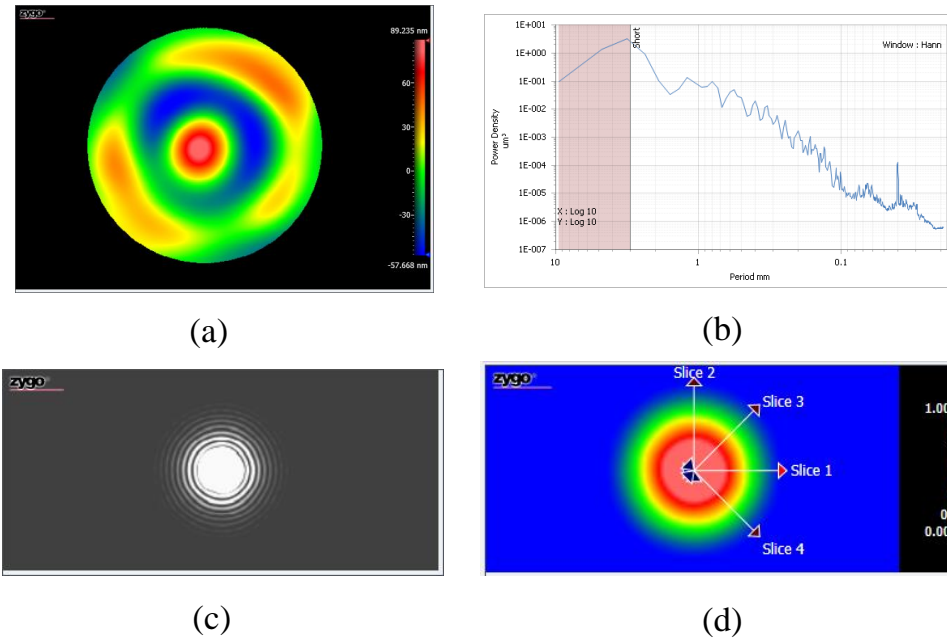 zygo
89.235 nm
60
30
0
-30
-57.668 nm
(a)
1E+001
1E+000
1E-001
1E-002
1E-003
1E-004
1E-005
1E-006
1E-007
Power Density
um³
Short
Window : Hann
X : Log 10
Y : Log 10
10
1
0.1
Period mm
(b)
zygo
(c)
zygo
Slice 2
Slice 3
Slice 1
Slice 4
1.00
0
0.00
(d)